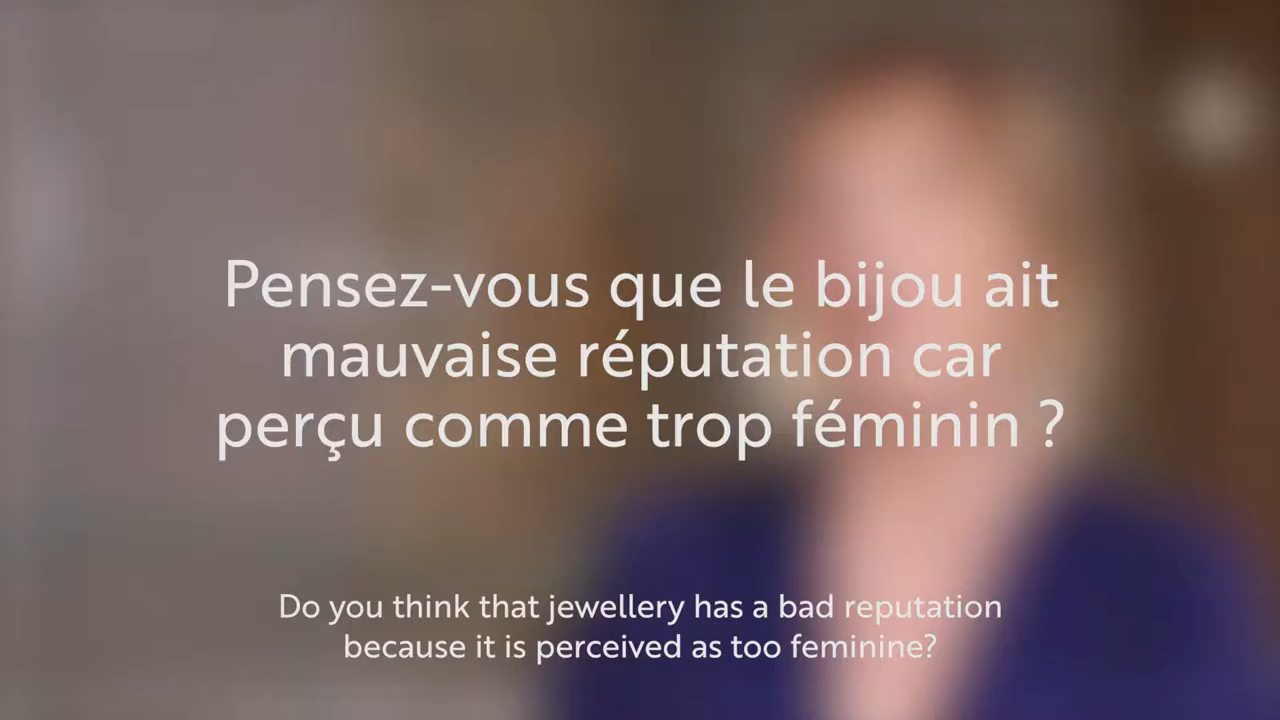 Pensez-vous que le bijou ait
mauvaise réputation car
perçu comme trop féminin ?
Do you think that jewellery has a bad reputation
because it is perceived as too feminine?